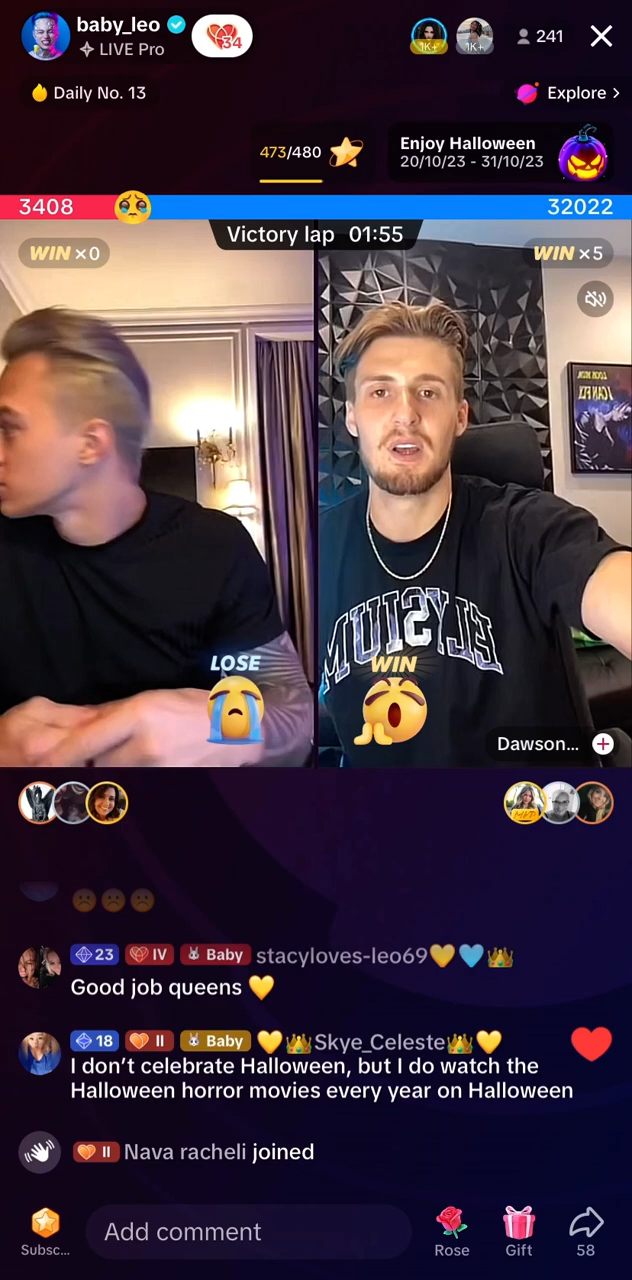 baby_leo
LIVE Pro
34
1K+
1K+
241
Daily No. 13
Explore >
473/480
Enjoy Halloween
20/10/23 - 31/10/23
3408
32022
Victory lap 01:55
WIN ×0
WIN ×5
I CAN FIX
ELYSIUM
LOSE
WIN
Dawson...
23 IV Baby stacyloves-leo69💛🩵👑
Good job queens 💛
18 II Baby 💛👑Skye_Celeste👑💛
I don’t celebrate Halloween, but I do watch the
Halloween horror movies every year on Halloween
II Nava racheli joined
Subsc...
Add comment
Rose
Gift
58